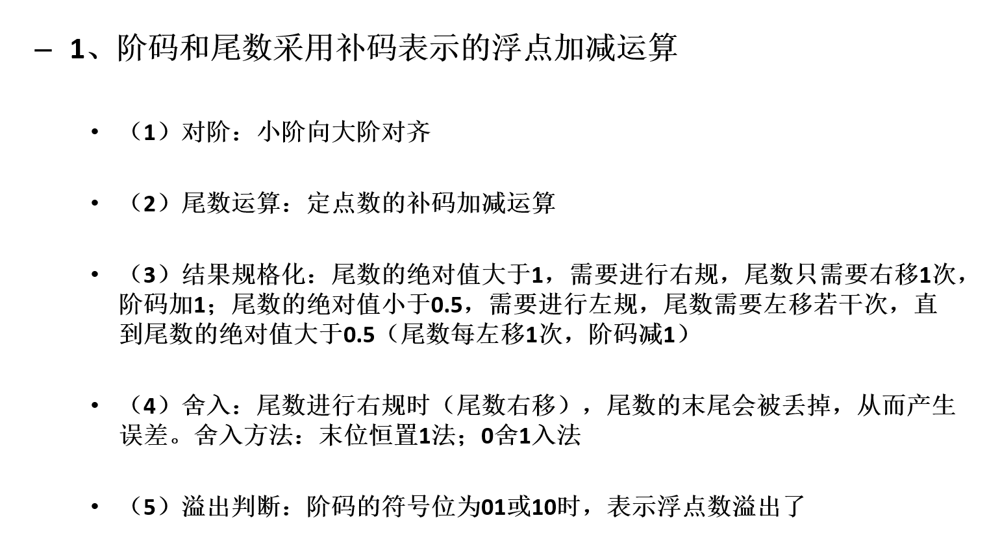 – 1、阶码和尾数采用补码表示的浮点加减运算
• （1）对阶：小阶向大阶对齐
• （2）尾数运算：定点数的补码加减运算
• （3）结果规格化：尾数的绝对值大于1，需要进行右规，尾数只需要右移1次，
阶码加1；尾数的绝对值小于0.5，需要进行左规，尾数需要左移若干次，直
到尾数的绝对值大于0.5（尾数每左移1次，阶码减1）
• （4）舍入：尾数进行右规时（尾数右移），尾数的末尾会被丢掉，从而产生
误差。舍入方法：末位恒置1法；0舍1入法
• （5）溢出判断：阶码的符号位为01或10时，表示浮点数溢出了